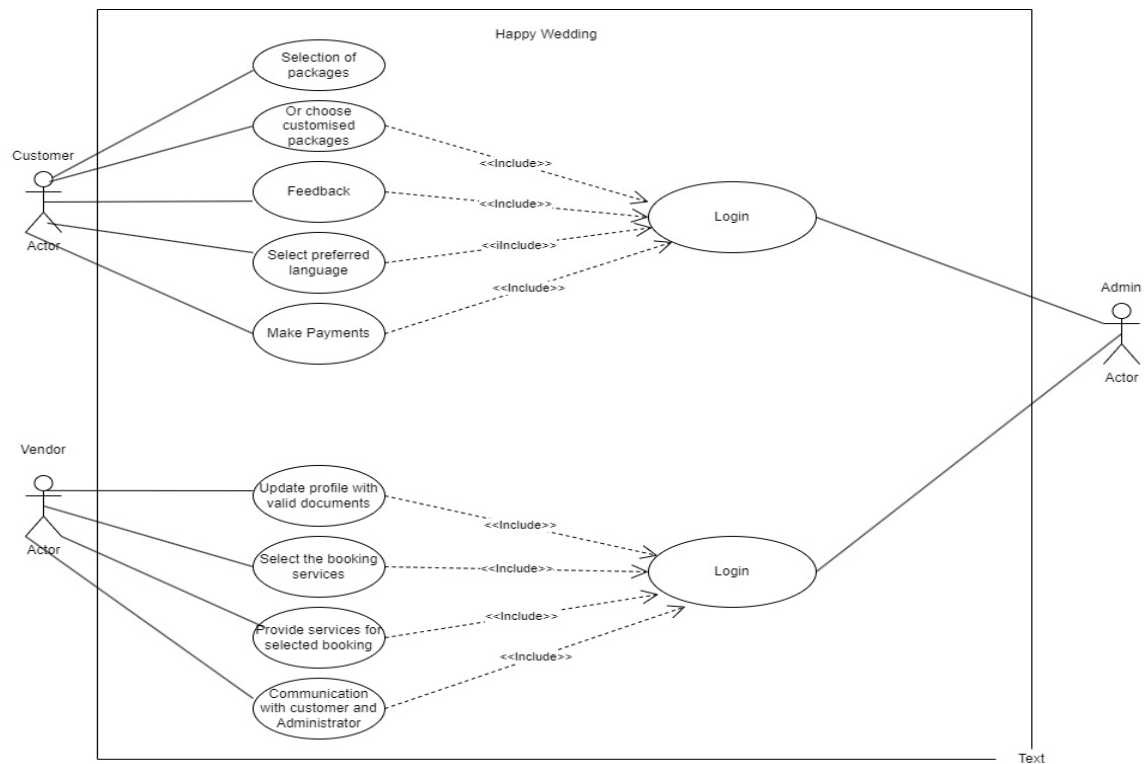 Happy Wedding
Selection of
packages
Or choose
customised
packages
<<Include>>
Customer
Actor
Feedback
<<Include>>
Login
Select preferred
language
<<iInclude>>
Make Payments
<<Include>>
Admin
Actor
Vendor
Actor
Update profile with
valid documents
<<Include>>
Select the booking
services
<<Include>>
Login
Provide services for
selected booking
<<Include>>
Communication
with customer and
Administrator
<<Include>>
Text